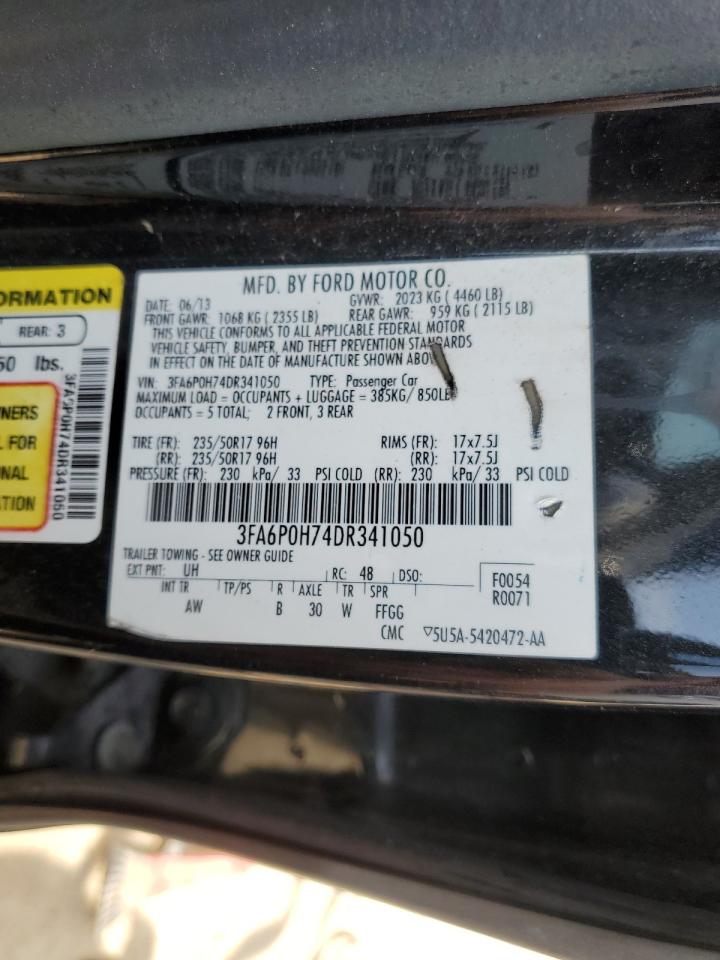 ORMATION
REAR: 3
50 lbs.
NERS
L FOR
NAL
ATION
3FA6P0H74DR341050
MFD. BY FORD MOTOR CO.
DATE: 06/13 GVWR: 2023 KG ( 4460 LB)
FRONT GAWR: 1068 KG ( 2355 LB) REAR GAWR: 959 KG ( 2115 LB)
THIS VEHICLE CONFORMS TO ALL APPLICABLE FEDERAL MOTOR
VEHICLE SAFETY, BUMPER, AND THEFT PREVENTION STANDARDS
IN EFFECT ON THE DATE OF MANUFACTURE SHOWN ABOV
VIN: 3FA6P0H74DR341050 TYPE: Passenger Car
MAXIMUM LOAD = OCCUPANTS + LUGGAGE = 385KG/ 850LB
OCCUPANTS = 5 TOTAL; 2 FRONT, 3 REAR
TIRE (FR): 235/50R17 96H RIMS (FR): 17x7.5J
(RR): 235/50R17 96H (RR): 17x7.5J
PRESSURE (FR): 230 kPa/ 33 PSI COLD (RR): 230 kPa/ 33 PSI COLD
3FA6P0H74DR341050
TRAILER TOWING - SEE OWNER GUIDE
EXT PNT: UH RC: 48 DSO: F0054
INT TR TP/PS R AXLE TR SPR R0071
AW B 30 W FFGG
CMC ▽5U5A-5420472-AA